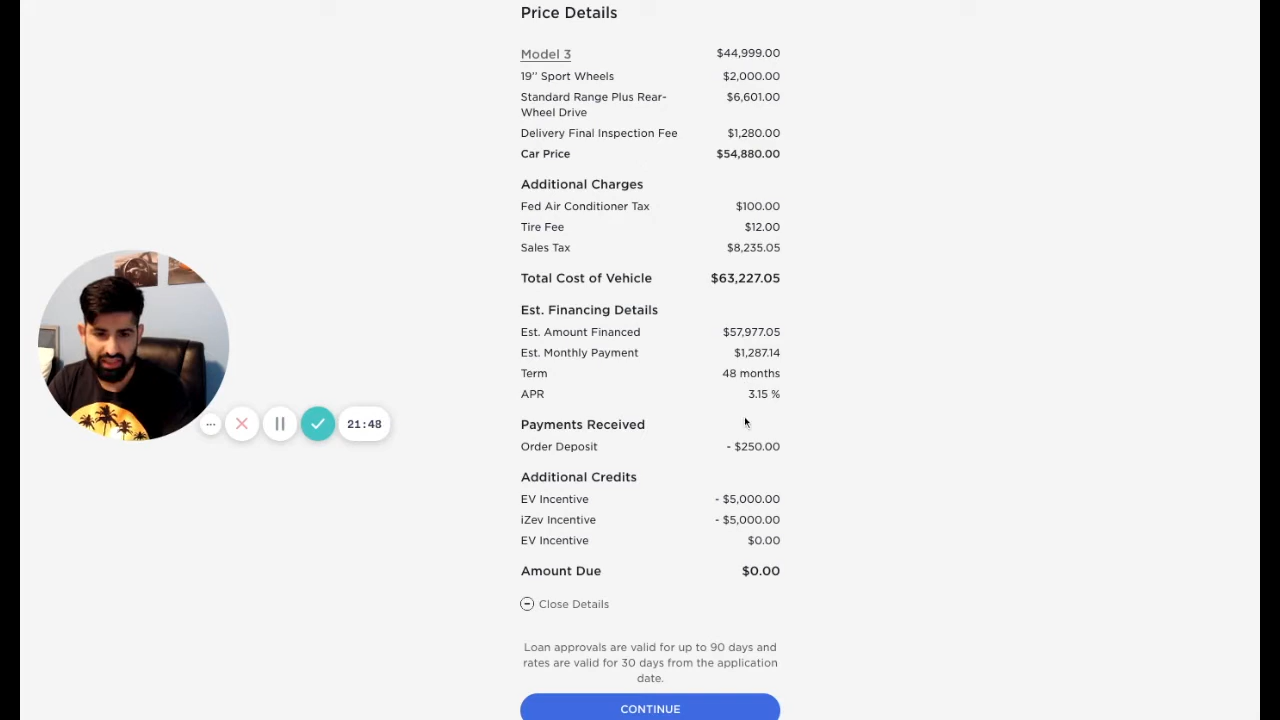 Price Details
Model 3 $44,999.00
19’’ Sport Wheels $2,000.00
Standard Range Plus Rear- $6,601.00
Wheel Drive
Delivery Final Inspection Fee $1,280.00
Car Price $54,880.00
Additional Charges
Fed Air Conditioner Tax $100.00
Tire Fee $12.00
Sales Tax $8,235.05
Total Cost of Vehicle $63,227.05
Est. Financing Details
Est. Amount Financed $57,977.05
Est. Monthly Payment $1,287.14
Term 48 months
APR 3.15 %
Payments Received
Order Deposit - $250.00
Additional Credits
EV Incentive - $5,000.00
iZev Incentive - $5,000.00
EV Incentive $0.00
Amount Due $0.00
Close Details
Loan approvals are valid for up to 90 days and
rates are valid for 30 days from the application
date.
CONTINUE
21:48